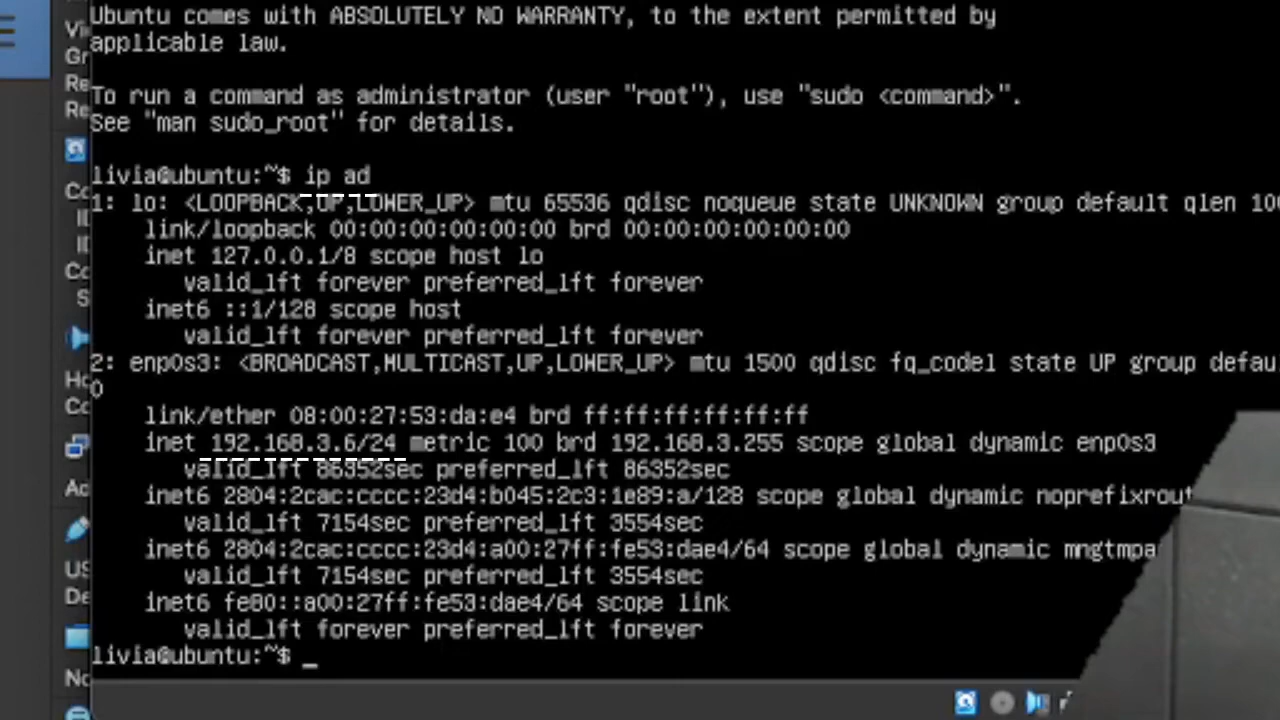 Ubuntu comes with ABSOLUTELY NO WARRANTY, to the extent permitted by
applicable law.
To run a command as administrator (user "root"), use "sudo <command>".
See "man sudo_root" for details.
livia@ubuntu:~$ ip ad
1: lo: <LOOPBACK,UP,LOWER_UP> mtu 65536 qdisc noqueue state UNKNOWN group default qlen 100
link/loopback 00:00:00:00:00:00 brd 00:00:00:00:00:00
inet 127.0.0.1/8 scope host lo
valid_lft forever preferred_lft forever
inet6 ::1/128 scope host
valid_lft forever preferred_lft forever
2: enp0s3: <BROADCAST,MULTICAST,UP,LOWER_UP> mtu 1500 qdisc fq_codel state UP group defau
0
link/ether 08:00:27:53:da:e4 brd ff:ff:ff:ff:ff:ff
inet 192.168.3.6/24 metric 100 brd 192.168.3.255 scope global dynamic enp0s3
valid_lft 86352sec preferred_lft 86352sec
inet6 2804:2cac:cccc:23d4:b045:2c3:1e89:a/128 scope global dynamic noprefixrout
valid_lft 7154sec preferred_lft 3554sec
inet6 2804:2cac:cccc:23d4:a00:27ff:fe53:dae4/64 scope global dynamic mngtmpa
valid_lft 7154sec preferred_lft 3554sec
inet6 fe80::a00:27ff:fe53:dae4/64 scope link
valid_lft forever preferred_lft forever
livia@ubuntu:~$ _